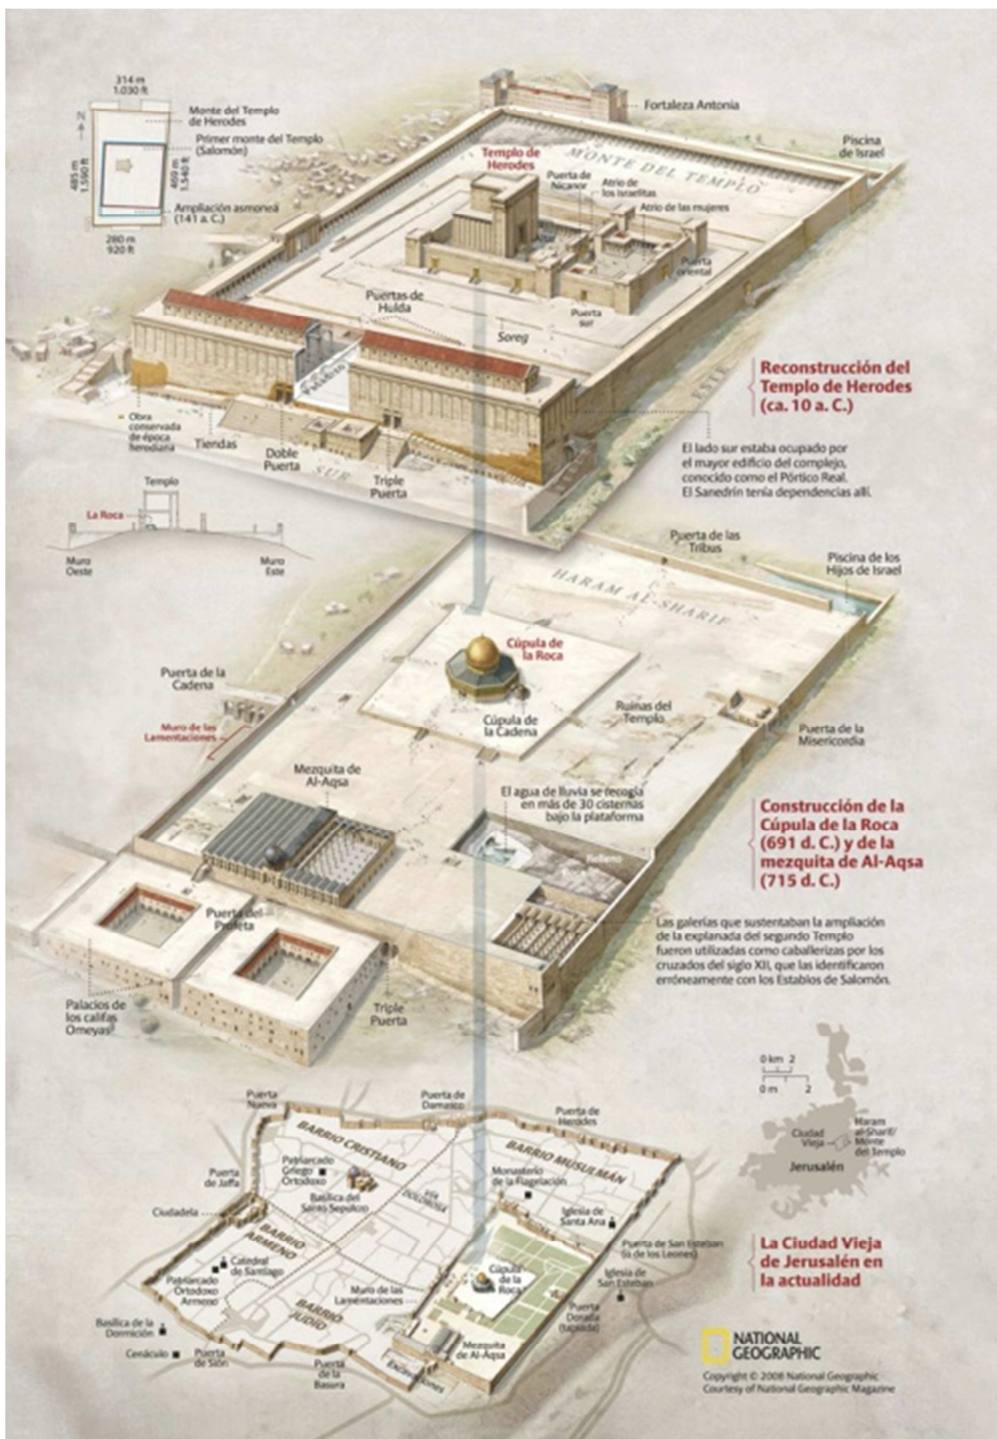 314 m
1.030 ft
N
Monte del Templo
de Herodes
Primer monte del Templo
(Salomón)
485 m
1.590 ft
469 m
1.540 ft
Ampliación asmonea
(141 a. C.)
280 m
920 ft
Fortaleza Antonia
Piscina
de Israel
MONTE DEL TEMPLO
Templo de
Herodes
Puerta de
Nicanor
Atrio de
los Israelitas
Atrio de las mujeres
Altar
Puerta
oriental
Puerta
sur
Puertas de
Hulda
Soreg
ESTE
Obra
conservada
de época
herodiana
Tiendas
Doble
Puerta
Triple
Puerta
SUR
Reconstrucción del
Templo de Herodes
(ca. 10 a. C.)
El lado sur estaba ocupado por
el mayor edificio del complejo,
conocido como el Pórtico Real.
El Sanedrín tenía dependencias allí.
Templo
La Roca
Muro
Oeste
Muro
Este
Puerta de las
Tribus
Piscina de los
Hijos de Israel
HARAM AL-SHARIF
Cúpula de
la Roca
Cúpula de
la Cadena
Ruinas del
Templo
Puerta de la
Misericordia
Puerta de la
Cadena
Muro de las
Lamentaciones
Mezquita de
Al-Aqsa
El agua de lluvia se recogía
en más de 30 cisternas
bajo la plataforma
Relleno
Construcción de la
Cúpula de la Roca
(691 d. C.) y de la
mezquita de Al-Aqsa
(715 d. C.)
Las galerías que sustentaban la ampliación
de la explanada del segundo Templo
fueron utilizadas como caballerizas por los
cruzados del siglo XII, que las identificaron
erróneamente con los Establos de Salomón.
Puerta del
Profeta
Palacios de
los califas
Omeyas
Triple
Puerta
0 km 2
0 m 2
Ciudad
Vieja
Haram
al-Sharif/
Monte
del Templo
Jerusalén
Puerta
Nueva
Puerta de
Damasco
Puerta de
Herodes
BARRIO CRISTIANO
BARRIO MUSULMÁN
Patriarcado
Griego
Ortodoxo
Basílica del
Santo Sepulcro
VÍA
DOLOROSA
Monasterio
de la Flagelación
Iglesia de
Santa Ana
Puerta
de Jaffa
Ciudadela
BARRIO
ARMENIO
Catedral
de Santiago
Patriarcado
Ortodoxo
Armenio
Puerta de San Esteban
(o de los Leones)
Iglesia de
San Esteban
Cúpula
de la
Roca
Muro de las
Lamentaciones
Puerta
Dorada
(tapiada)
BARRIO
JUDÍO
Basílica de la
Dormición
Cenáculo
Puerta
de Sión
Puerta
de la
Basura
Mezquita
de Al-Aqsa
Excavaciones
La Ciudad Vieja
de Jerusalén en
la actualidad
NATIONAL
GEOGRAPHIC
Copyright © 2008 National Geographic
Courtesy of National Geographic Magazine